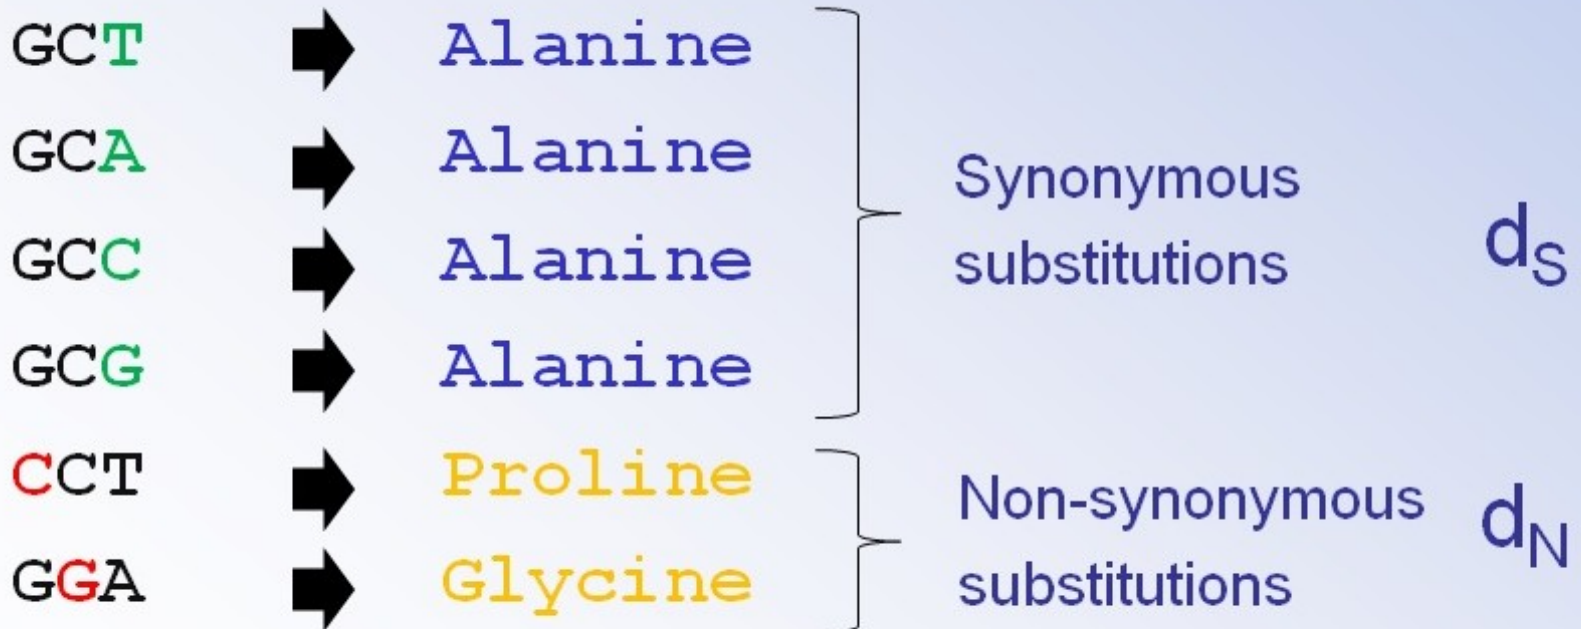 GCT Alanine
GCA Alanine
Synonymous
substitutions
dS
GCC Alanine
GCG Alanine
CCT Proline
Non-synonymous
substitutions
dN
GGA Glycine